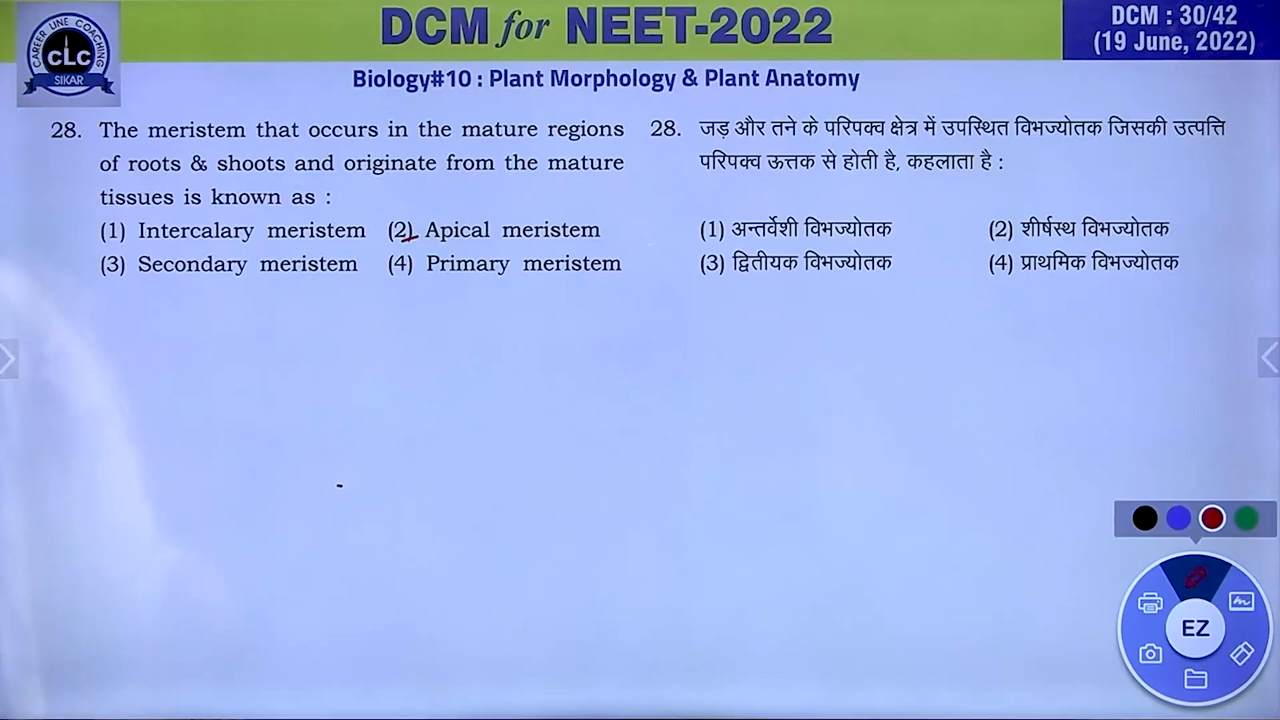 DCM for NEET-2022
DCM : 30/42
(19 June, 2022)
CAREER LINE COACHING
CLC
SIKAR
Biology#10 : Plant Morphology & Plant Anatomy
28. The meristem that occurs in the mature regions
of roots & shoots and originate from the mature
tissues is known as :
(1) Intercalary meristem (2) Apical meristem
(3) Secondary meristem (4) Primary meristem
28. जड़ और तने के परिपक्व क्षेत्र में उपस्थित विभज्योतक जिसकी उत्पत्ति
परिपक्व ऊत्तक से होती है, कहलाता है :
(1) अन्तर्वेशी विभज्योतक (2) शीर्षस्थ विभज्योतक
(3) द्वितीयक विभज्योतक (4) प्राथमिक विभज्योतक
EZ